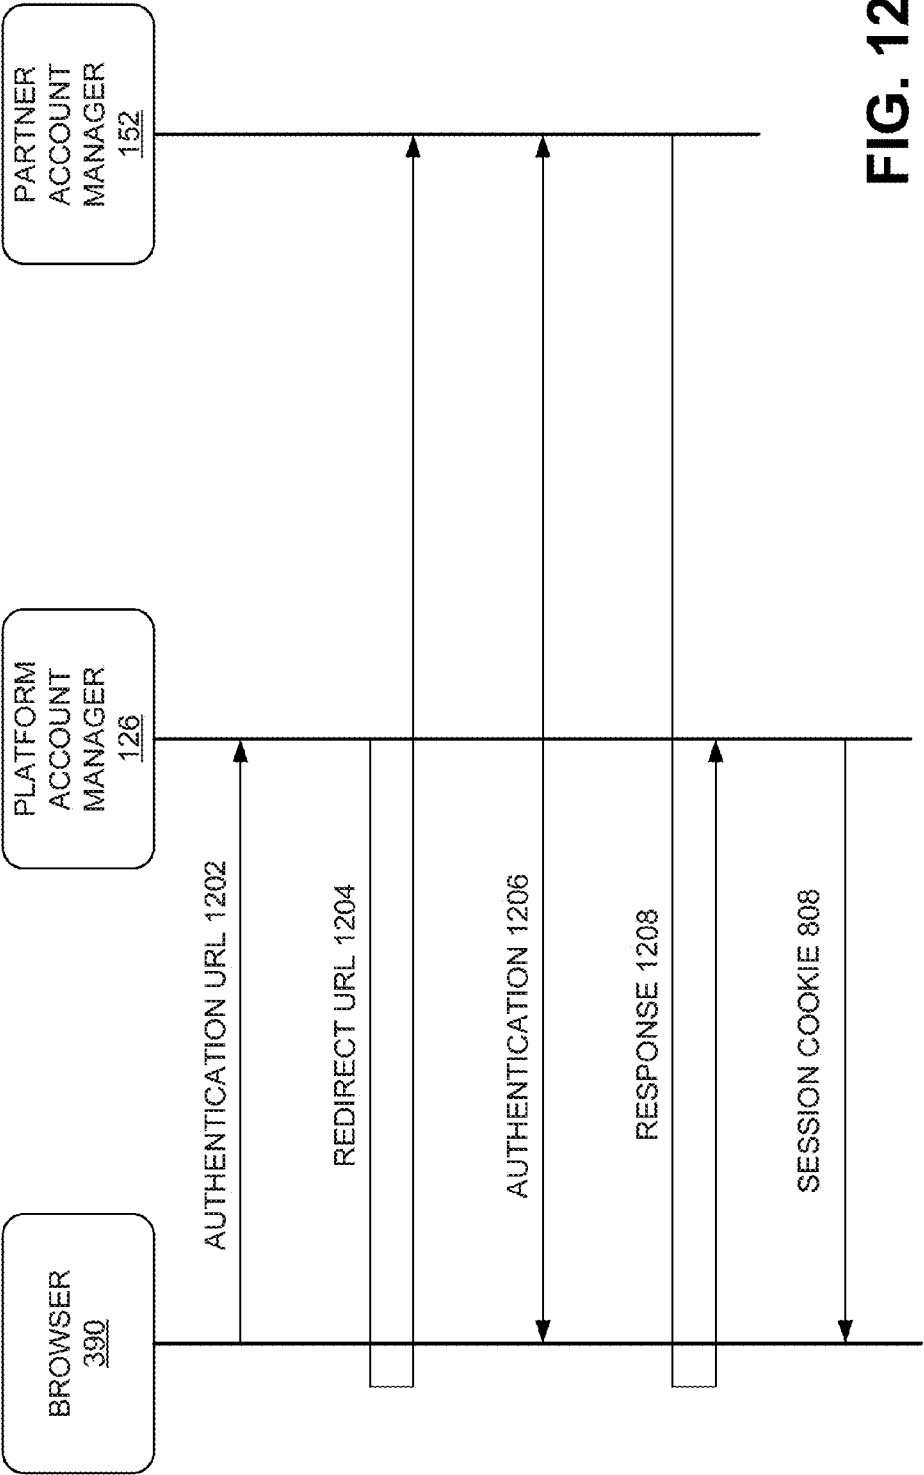 BROWSER
390
PLATFORM
ACCOUNT
MANAGER
126
PARTNER
ACCOUNT
MANAGER
152
AUTHENTICATION URL 1202
REDIRECT URL 1204
AUTHENTICATION 1206
RESPONSE 1208
SESSION COOKIE 808
FIG. 12